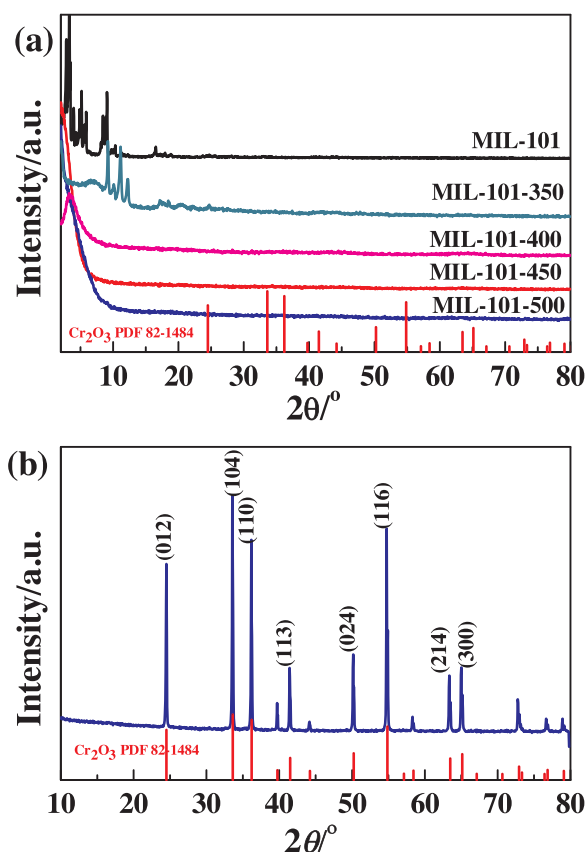 (a)
Intensity/a.u.
MIL-101
MIL-101-350
MIL-101-400
MIL-101-450
MIL-101-500
Cr₂O₃ PDF 82-1484
10 20 30 40 50 60 70 80
2θ/°
(b)
Intensity/a.u.
(012)
(104)
(110)
(113)
(024)
(116)
(214)
(300)
Cr₂O₃ PDF 82-1484
10 20 30 40 50 60 70 80
2θ/°